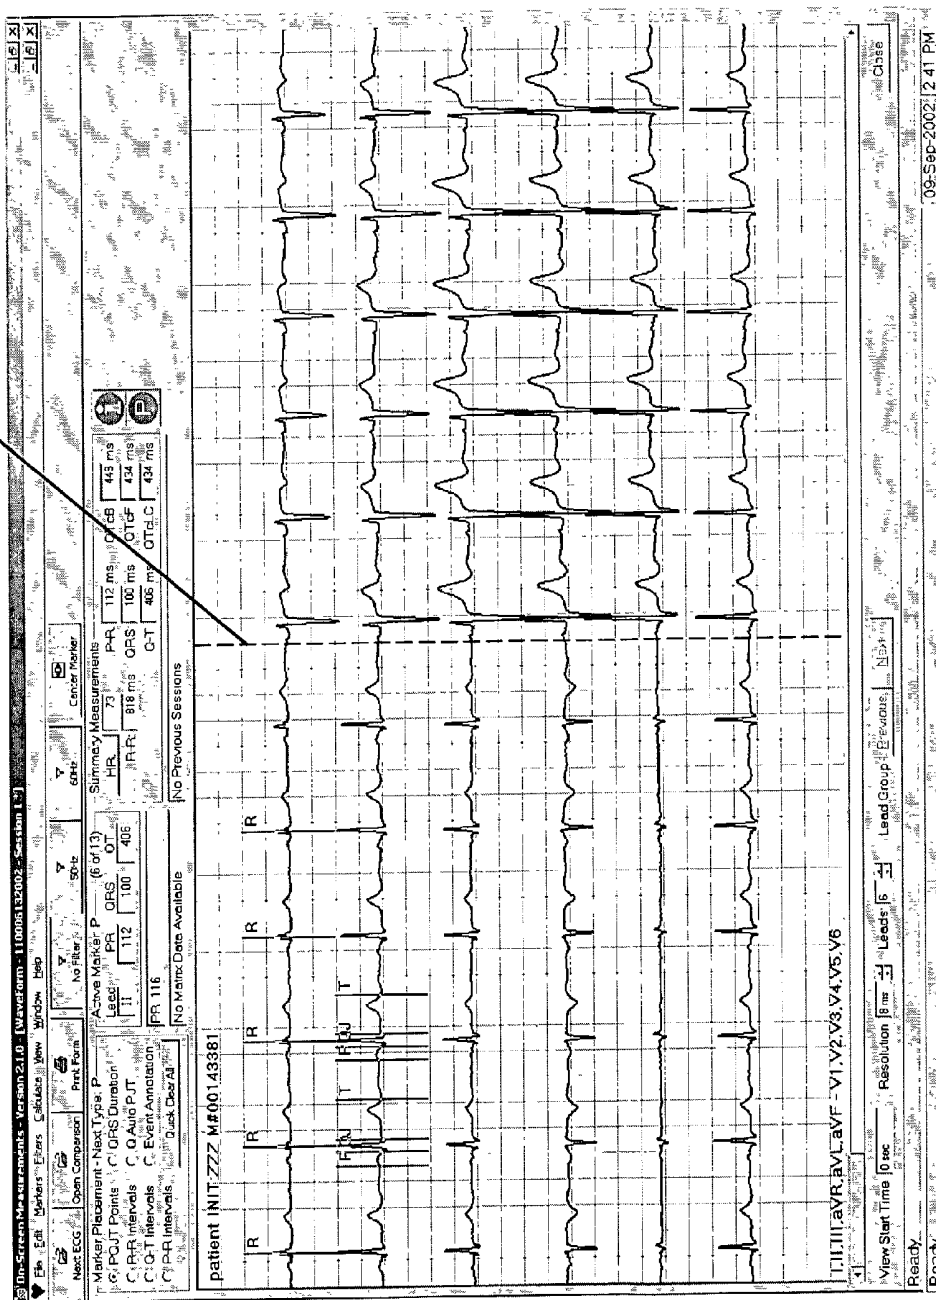 On-Screen Measurements - Version 2.1.0 - [WaveForm - 11000613
File Edit Markers Filters Calculate View Window Help
Next ECG Open Comparison Print Form No Filter 50Hz 60Hz Center Marker
Marker Placement - Next Type: P
PQJT Points QRS Duration
R-R Intervals Q Auto PJT
Q-T Intervals Event Annotation
P-R Intervals Quick Clear All
Active Marker P (6 of 13)
Lead PR QRS QT
II 112 100 406
PR 116
No Matrix Data Available
Summary Measurements
HR 73 P-R 112 ms QTcB 449 ms
R-R 818 ms QRS 100 ms QTcF 434 ms
Q-T 406 ms QTcLC 434 ms
No Previous Sessions
patient INIT:ZZZ M#00143381
R R R R R
T T
I,II,III,aVR,aVL,aVF - V1,V2,V3,V4,V5,V6
View Start Time 0 sec Resolution 8 ms Leads 6 Lead Group Previous Next Close
Ready
Ready
09-Sep-2002 2 41 PM